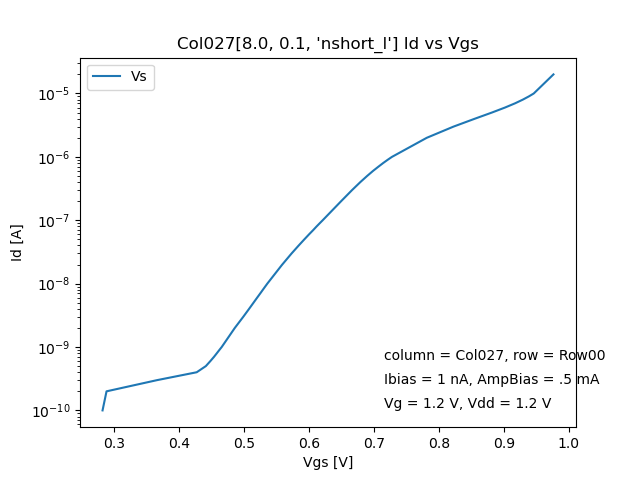 Col027[8.0, 0.1, 'nshort_l'] Id vs Vgs
Vs
Id [A]
10⁻⁵
10⁻⁶
10⁻⁷
10⁻⁸
10⁻⁹
10⁻¹⁰
column = Col027, row = Row00
Ibias = 1 nA, AmpBias = .5 mA
Vg = 1.2 V, Vdd = 1.2 V
0.3 0.4 0.5 0.6 0.7 0.8 0.9 1.0
Vgs [V]